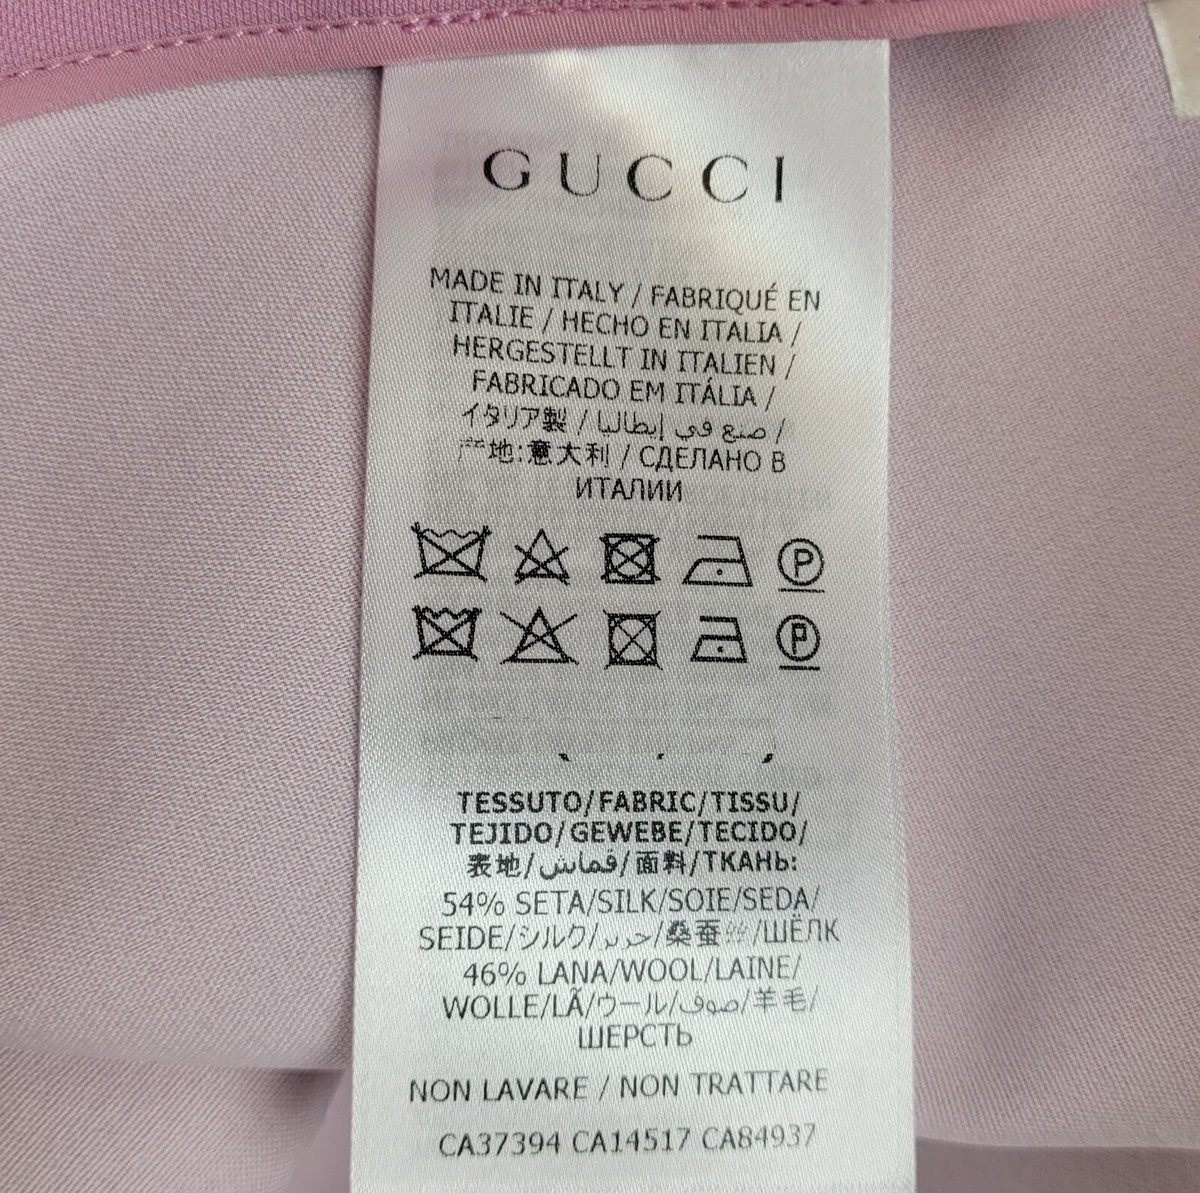 GUCCI
MADE IN ITALY / FABRIQUÉ EN
ITALIE / HECHO EN ITALIA /
HERGESTELLT IN ITALIEN /
FABRICADO EM ITÁLIA /
イタリア製 / صنع في إيطاليا /
产地:意大利 / СДЕЛАНО В
ИТАЛИИ
P
P
TESSUTO/FABRIC/TISSU/
TEJIDO/GEWEBE/TECIDO/
表地/قماش/面料/ТКАНЬ:
54% SETA/SILK/SOIE/SEDA/
SEIDE/シルク/حرير/桑蚕丝/ШЁЛК
46% LANA/WOOL/LAINE/
WOLLE/LÃ/ウール/صوف/羊毛/
ШЕРСТЬ
NON LAVARE / NON TRATTARE
CA37394 CA14517 CA84937